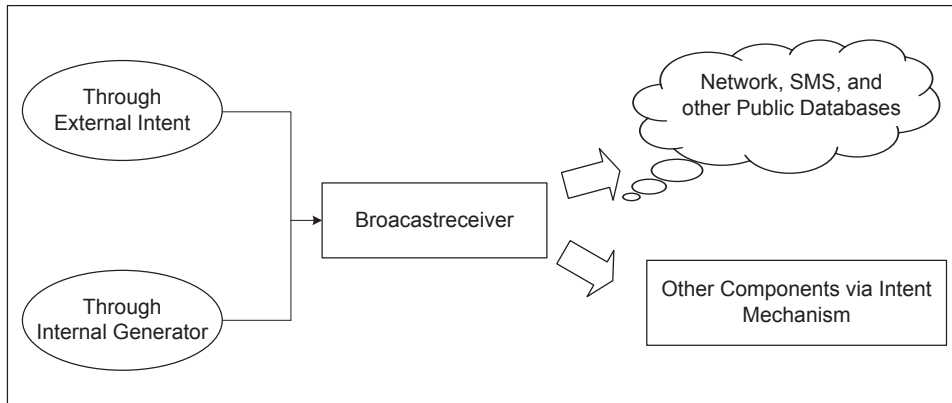 Through
External Intent
Network, SMS, and
other Public Databases
Broacastreceiver
Through
Internal Generator
Other Components via Intent
Mechanism